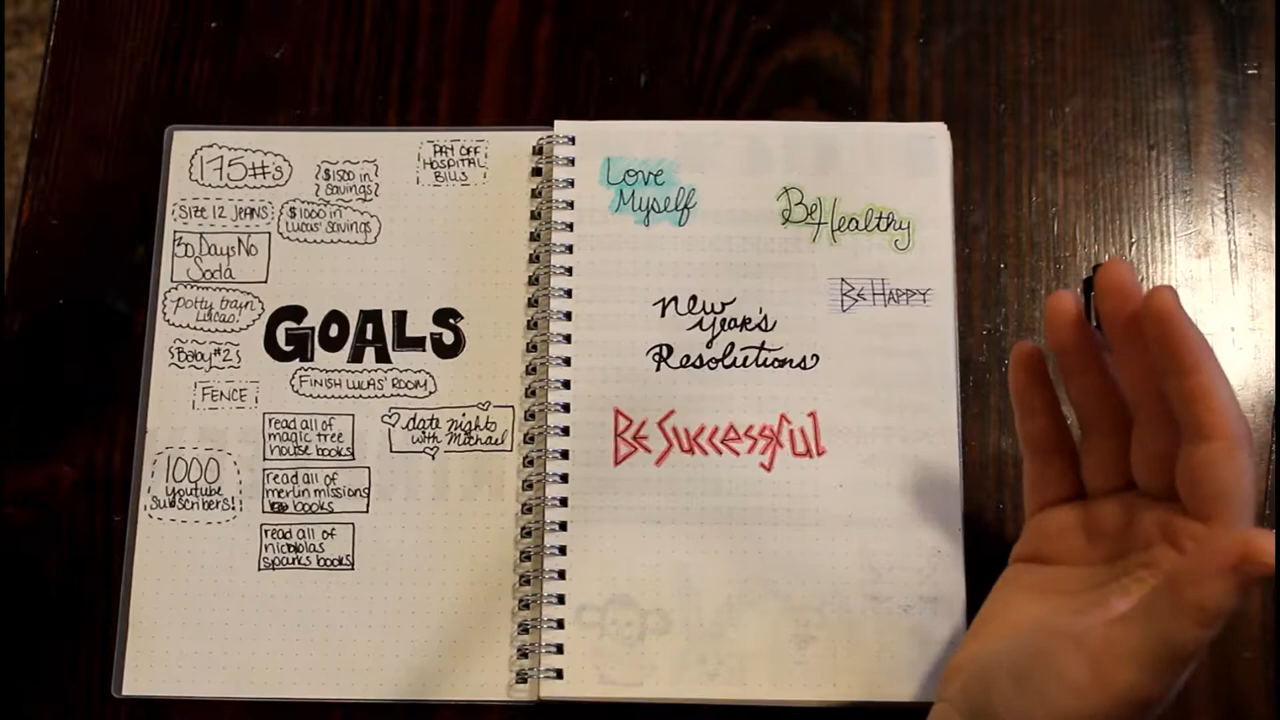 175#'s
$1500 in
savings
PAY OFF
HOSPITAL
BILLS
SIZE 12 JEANS
$1000 in
Lucas' savings
30 Days No
Soda
potty train
Lucas!
Baby #2
GOALS
FINISH LUCAS' ROOM
FENCE
read all of
magic tree
house books
date nights
with Michael
1000
Youtube
Subscribers!
read all of
merlin missions
books
read all of
nicholas
sparks books
Love
Myself
Be Healthy
BE HAPPY
New
Year's
Resolutions
BE SUCCESSFUL